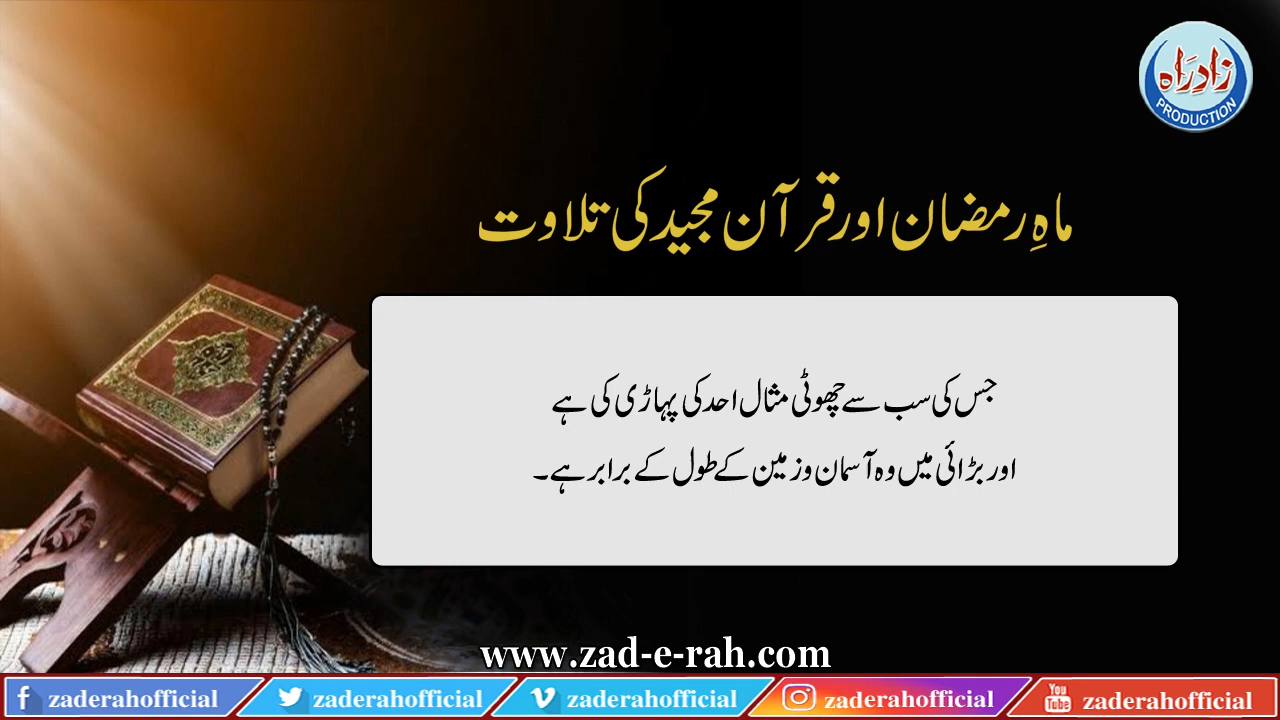 زادِ رَاہ
PRODUCTION
ماہِ رمضان اور قرآن مجید کی تلاوت
جس کی سب سے چھوٹی مثال احد کی پہاڑی کی ہے
اور بڑائی میں وہ آسمان وزمین کے طول کے برابر ہے۔
www.zad-e-rah.com
zaderahofficial
zaderahofficial
zaderahofficial
zaderahofficial
You Tube zaderahofficial